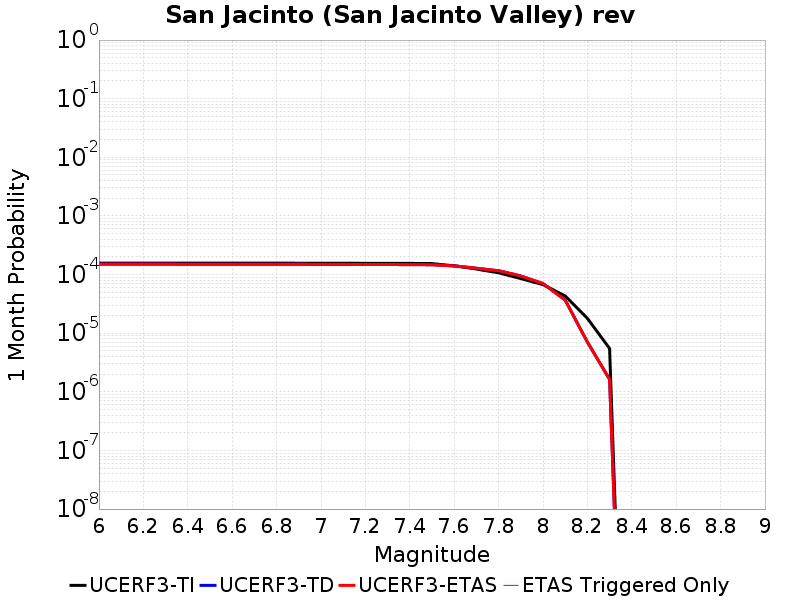 San Jacinto (San Jacinto Valley) rev
10^0
10^-1
10^-2
10^-3
10^-4
10^-5
10^-6
10^-7
10^-8
1 Month Probability
6 6.2 6.4 6.6 6.8 7 7.2 7.4 7.6 7.8 8 8.2 8.4 8.6 8.8 9
Magnitude
UCERF3-TI UCERF3-TD UCERF3-ETAS ETAS Triggered Only